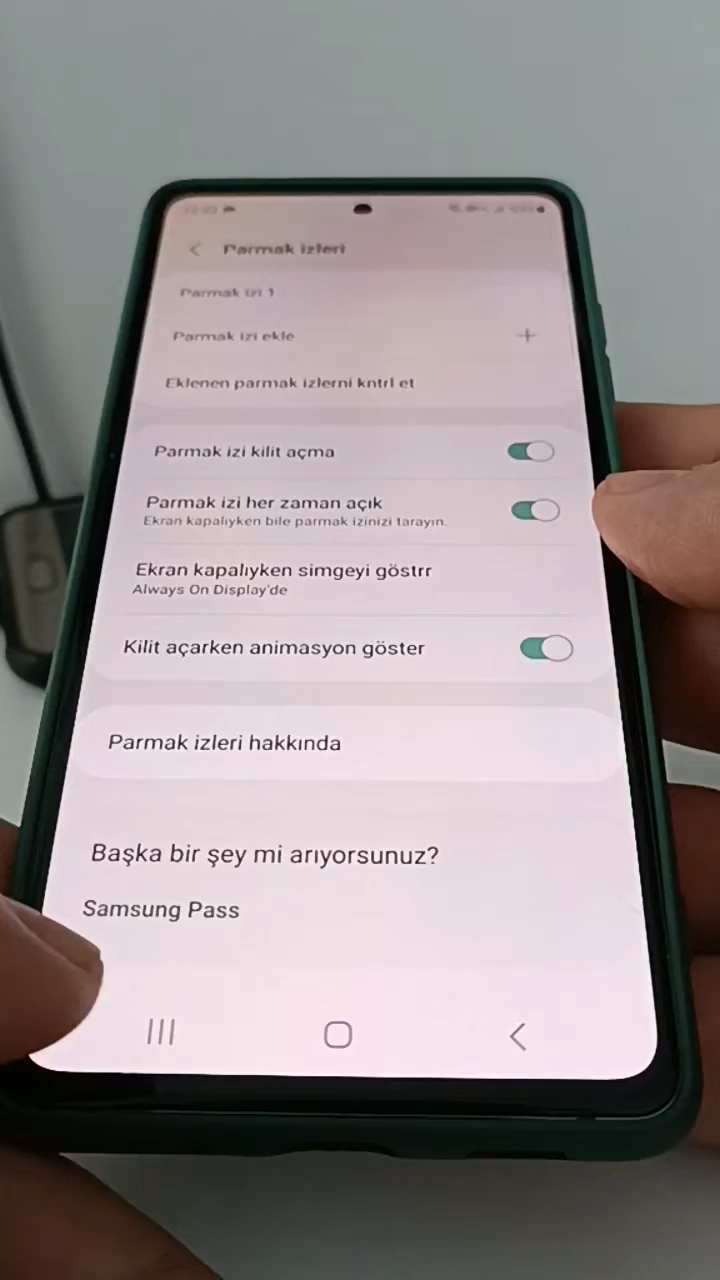 Parmak izleri
Parmak izi 1
Parmak izi ekle
Eklenen parmak izlerni kntrl et
Parmak izi kilit açma
Parmak izi her zaman açık
Ekran kapalıyken bile parmak izinizi tarayın.
Ekran kapalıyken simgeyi göstrr
Always On Display'de
Kilit açarken animasyon göster
Parmak izleri hakkında
Başka bir şey mi arıyorsunuz?
Samsung Pass